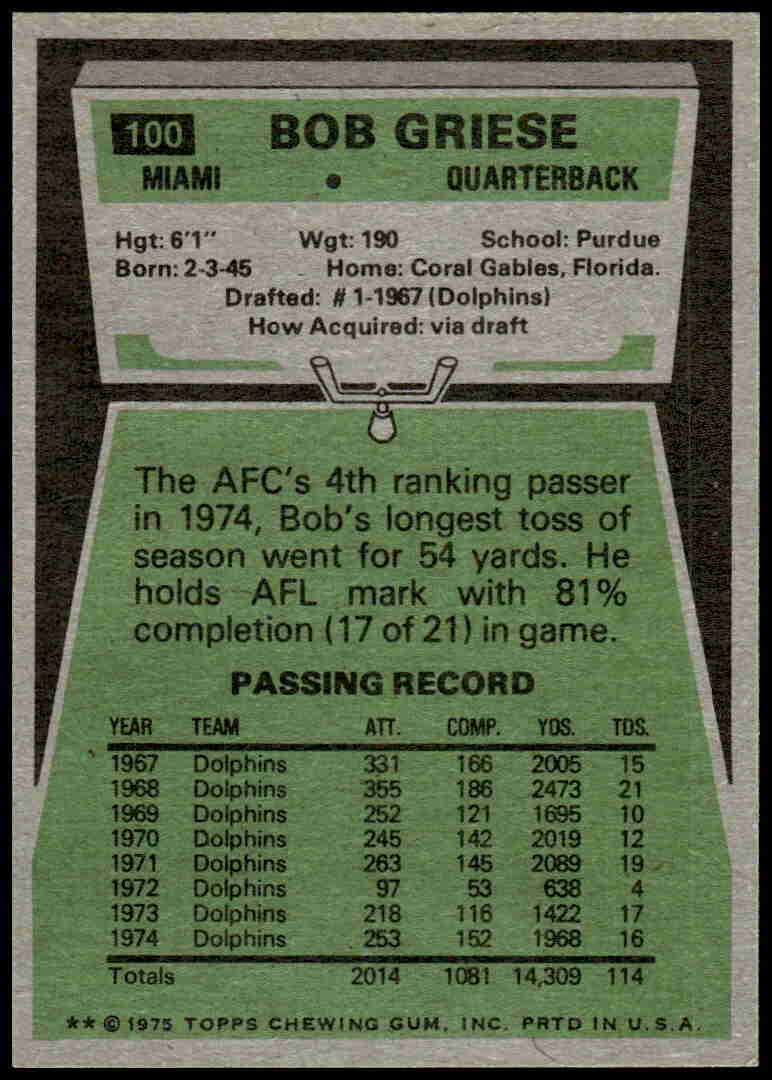 100 BOB GRIESE
MIAMI • QUARTERBACK
Hgt: 6'1" Wgt: 190 School: Purdue
Born: 2-3-45 Home: Coral Gables, Florida.
Drafted: # 1-1967 (Dolphins)
How Acquired: via draft
The AFC's 4th ranking passer
in 1974, Bob's longest toss of
season went for 54 yards. He
holds AFL mark with 81%
completion (17 of 21) in game.
PASSING RECORD
YEAR TEAM ATT. COMP. YDS. TDS.
1967 Dolphins 331 166 2005 15
1968 Dolphins 355 186 2473 21
1969 Dolphins 252 121 1695 10
1970 Dolphins 245 142 2019 12
1971 Dolphins 263 145 2089 19
1972 Dolphins 97 53 638 4
1973 Dolphins 218 116 1422 17
1974 Dolphins 253 152 1968 16
Totals 2014 1081 14,309 114
** © 1975 TOPPS CHEWING GUM, INC. PRTD IN U.S.A.